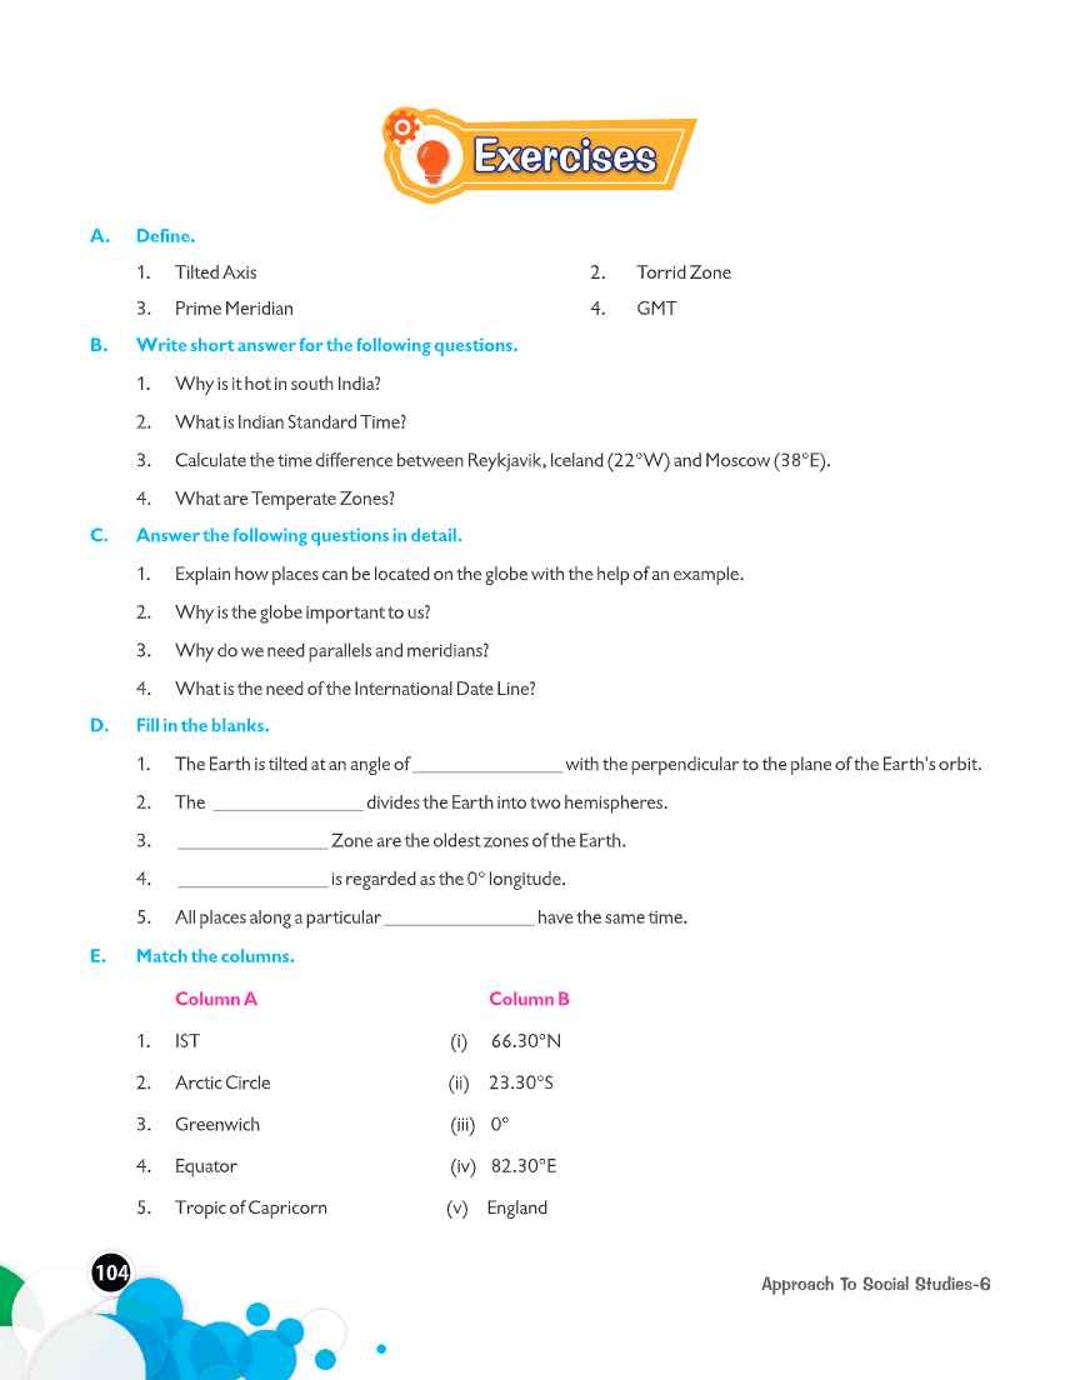 Exercises
A. Define.
1. Tilted Axis 2. Torrid Zone
3. Prime Meridian 4. GMT
B. Write short answer for the following questions.
1. Why is it hot in south India?
2. What is Indian Standard Time?
3. Calculate the time difference between Reykjavik, Iceland (22°W) and Moscow (38°E).
4. What are Temperate Zones?
C. Answer the following questions in detail.
1. Explain how places can be located on the globe with the help of an example.
2. Why is the globe important to us?
3. Why do we need parallels and meridians?
4. What is the need of the International Date Line?
D. Fill in the blanks.
1. The Earth is tilted at an angle of ______________ with the perpendicular to the plane of the Earth's orbit.
2. The ______________ divides the Earth into two hemispheres.
3. ______________ Zone are the oldest zones of the Earth.
4. ______________ is regarded as the 0° longitude.
5. All places along a particular ______________ have the same time.
E. Match the columns.
Column A Column B
1. IST (i) 66.30°N
2. Arctic Circle (ii) 23.30°S
3. Greenwich (iii) 0°
4. Equator (iv) 82.30°E
5. Tropic of Capricorn (v) England
104
Approach To Social Studies-6